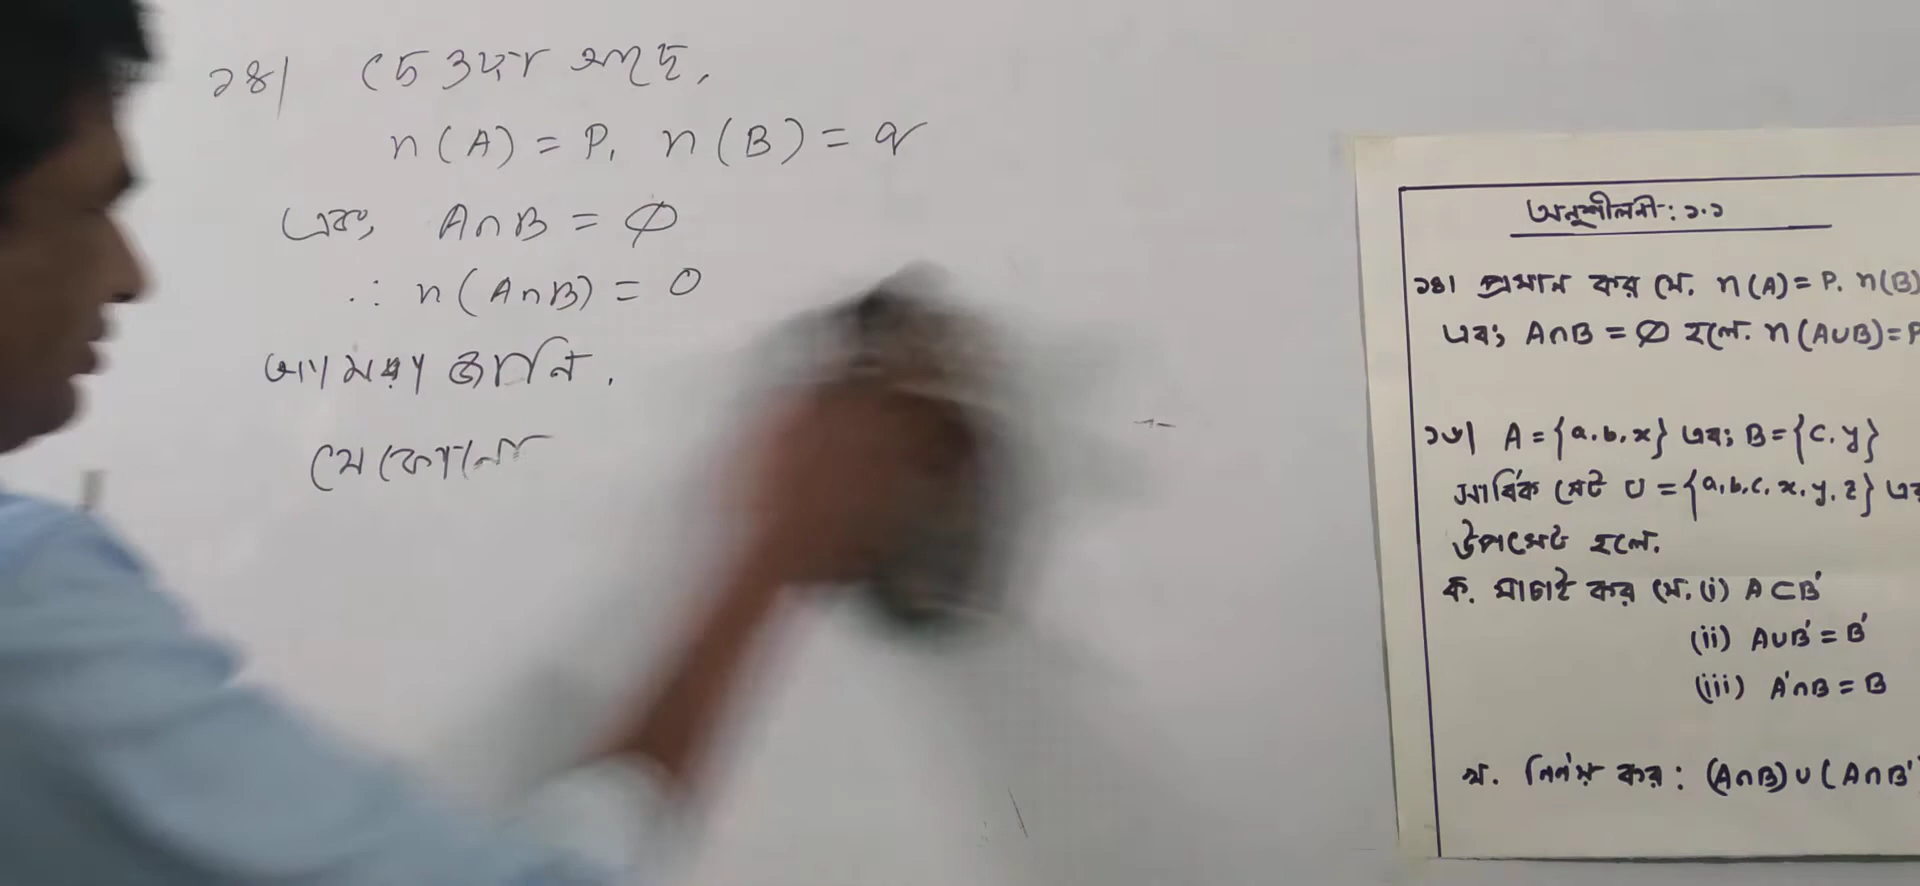 ১৪| দেওয়া আছে,
n(A) = P, n(B) = q
এবং, A∩B = Ø
∴ n(A∩B) = 0
আমরা জানি,
যেকোনো
অনুশীলনী: ১.১
১৪। প্রমান কর যে, n(A)= P, n(B)
এবং A∩B = Ø হলে, n(A∪B)=P
১৬| A = {a,b,x} এবং B = {c,y}
সার্বিক সেট U = {a,b,c,x,y,z} এর
উপসেট হলে,
ক. যাচাই কর যে, (i) A⊂B′
(ii) A∪B′ = B′
(iii) A′∩B = B
খ. নির্ণয় কর: (A∩B)∪(A∩B′